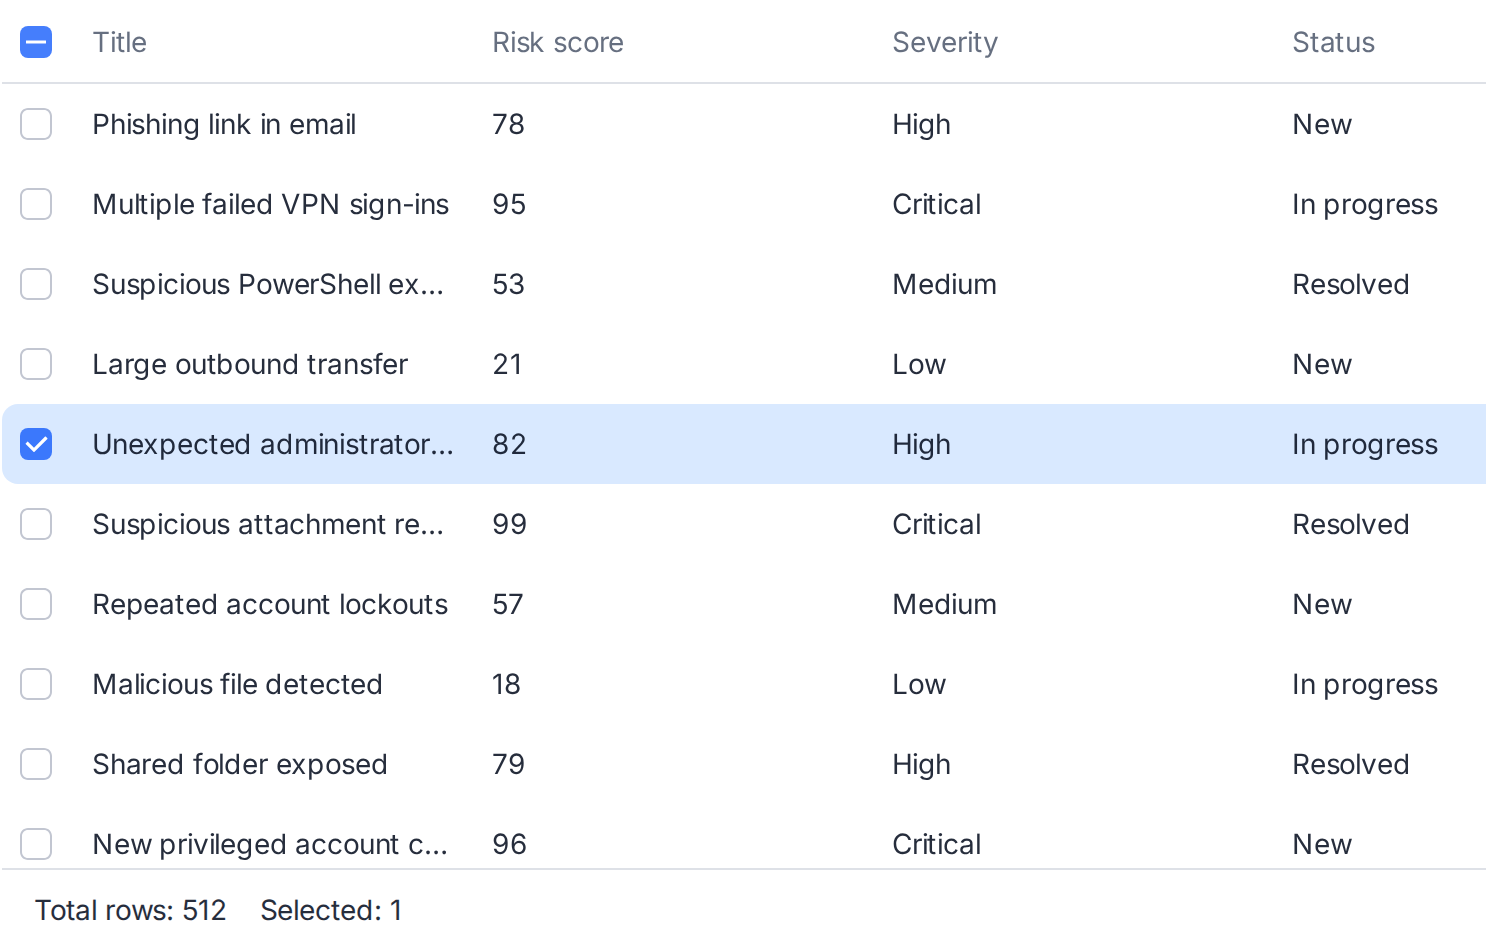 Title Risk score Severity Status
Phishing link in email 78 High New
Multiple failed VPN sign-ins 95 Critical In progress
Suspicious PowerShell ex... 53 Medium Resolved
Large outbound transfer 21 Low New
Unexpected administrator... 82 High In progress
Suspicious attachment re... 99 Critical Resolved
Repeated account lockouts 57 Medium New
Malicious file detected 18 Low In progress
Shared folder exposed 79 High Resolved
New privileged account c... 96 Critical New
Total rows: 512 Selected: 1